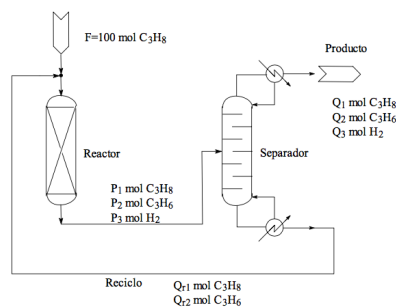 F=100 mol C₃H₈
Producto
Q₁ mol C₃H₈
Q₂ mol C₃H₆
Q₃ mol H₂
Reactor
Separador
P₁ mol C₃H₈
P₂ mol C₃H₆
P₃ mol H₂
Reciclo
Qᵣ₁ mol C₃H₈
Qᵣ₂ mol C₃H₆